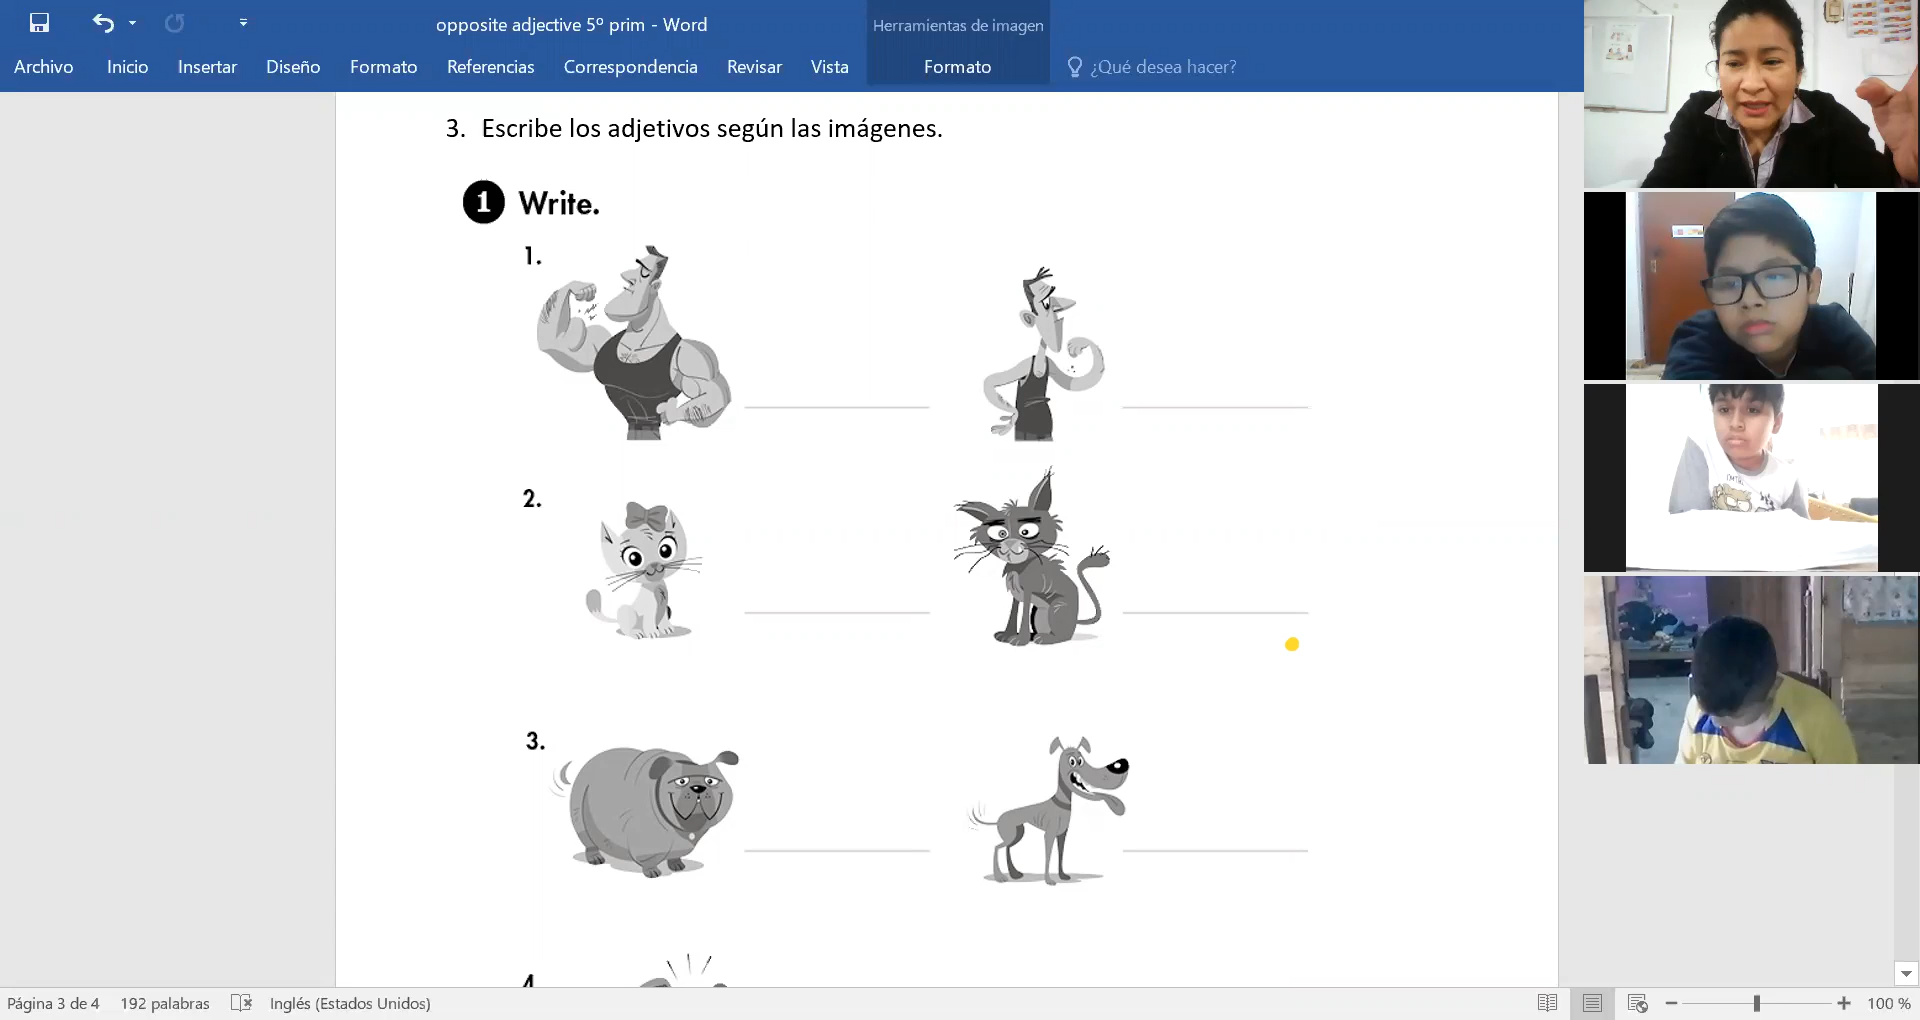 opposite adjective 5º prim - Word
Herramientas de imagen
Archivo Inicio Insertar Diseño Formato Referencias Correspondencia Revisar Vista Formato ¿Qué desea hacer?
3. Escribe los adjetivos según las imágenes.
1 Write.
1.
2.
3.
4
Página 3 de 4 192 palabras Inglés (Estados Unidos) 100 %